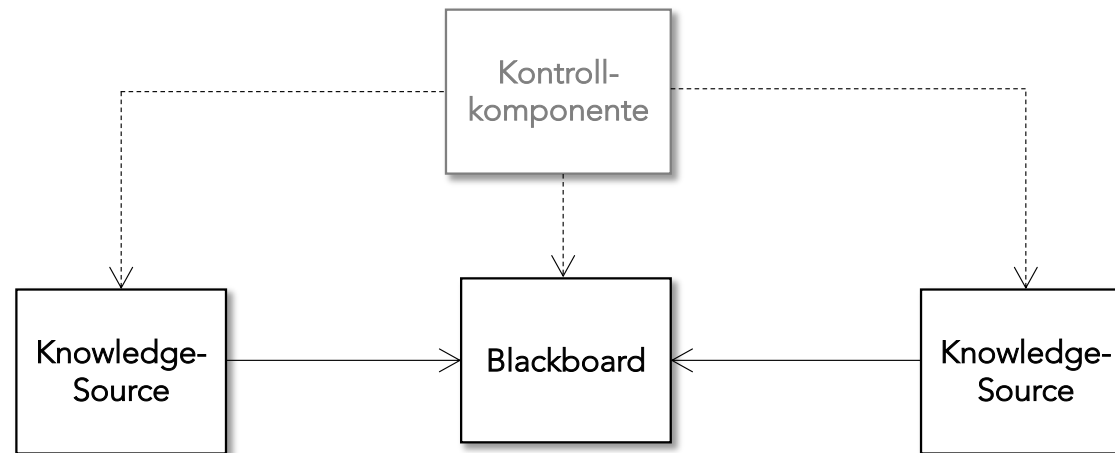 Kontroll-
komponente
Knowledge-
Source
Blackboard
Knowledge-
Source